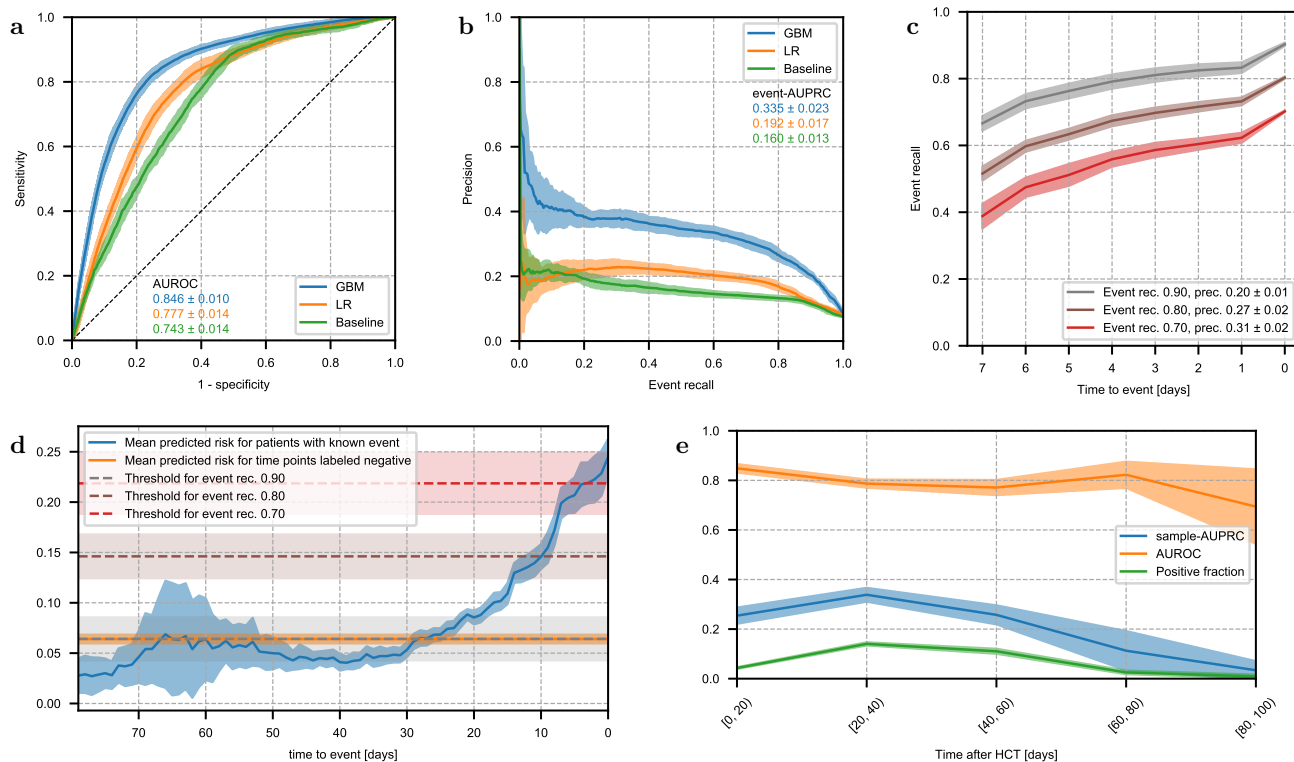 a
1.0
0.8
0.6
0.4
0.2
0.0
Sensitivity
AUROC
0.846 ± 0.010
0.777 ± 0.014
0.743 ± 0.014
GBM
LR
Baseline
0.0 0.2 0.4 0.6 0.8 1.0
1 - specificity
b
1.0
0.8
0.6
0.4
0.2
0.0
Precision
GBM
LR
Baseline
event-AUPRC
0.335 ± 0.023
0.192 ± 0.017
0.160 ± 0.013
0.0 0.2 0.4 0.6 0.8 1.0
Event recall
c
1.0
0.8
0.6
0.4
0.2
0.0
Event recall
Event rec. 0.90, prec. 0.20 ± 0.01
Event rec. 0.80, prec. 0.27 ± 0.02
Event rec. 0.70, prec. 0.31 ± 0.02
7 6 5 4 3 2 1 0
Time to event [days]
d
0.25
0.20
0.15
0.10
0.05
0.00
Mean predicted risk for patients with known event
Mean predicted risk for time points labeled negative
Threshold for event rec. 0.90
Threshold for event rec. 0.80
Threshold for event rec. 0.70
70 60 50 40 30 20 10 0
time to event [days]
e
1.0
0.8
0.6
0.4
0.2
0.0
sample-AUPRC
AUROC
Positive fraction
[0, 20) [20, 40) [40, 60) [60, 80) [80, 100)
Time after HCT [days]